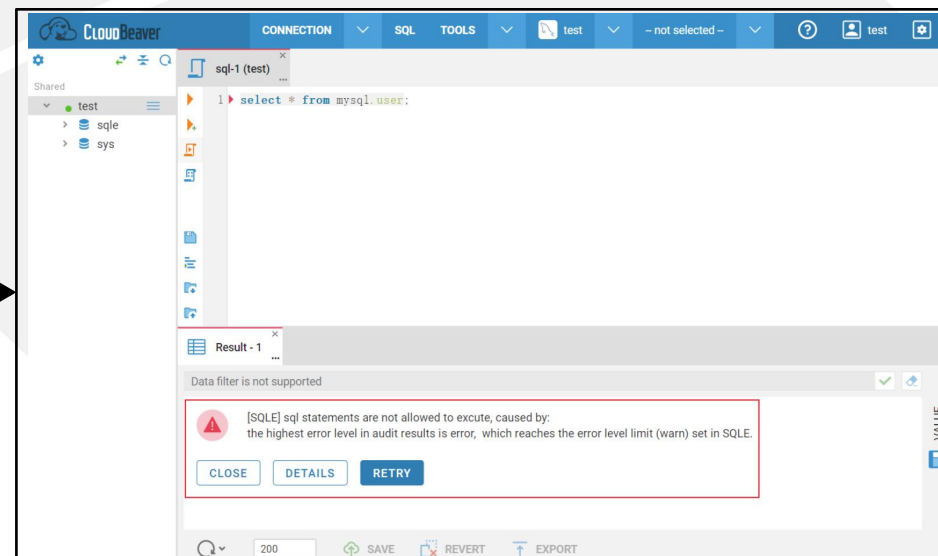 CloudBeaver CONNECTION SQL TOOLS test – not selected – test
sql-1 (test)
...
Shared
test
sqle
sys
1 select * from mysql.user;
Result - 1
...
Data filter is not supported
[SQLE] sql statements are not allowed to excute, caused by:
the highest error level in audit results is error, which reaches the error level limit (warn) set in SQLE.
CLOSE DETAILS RETRY
VALUE
200 SAVE REVERT EXPORT